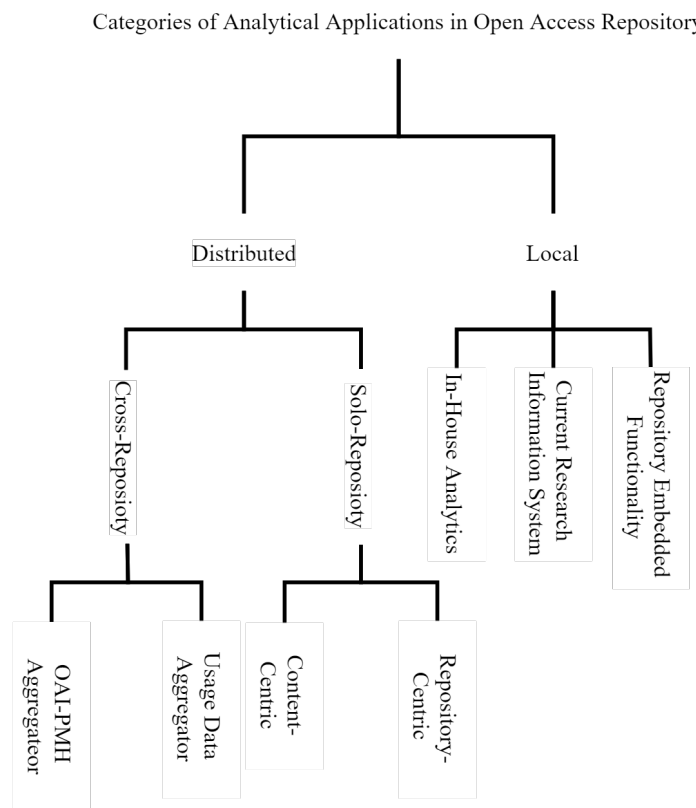 Categories of Analytical Applications in Open Access Repository
Distributed
Local
Cross-Reposioty
Solo-Reposioty
In-House Analytics
Current Research
Information System
Repository Embedded
Functionality
OAI-PMH
Aggregateor
Usage Data
Aggregator
Content-
Centric
Repository-
Centric